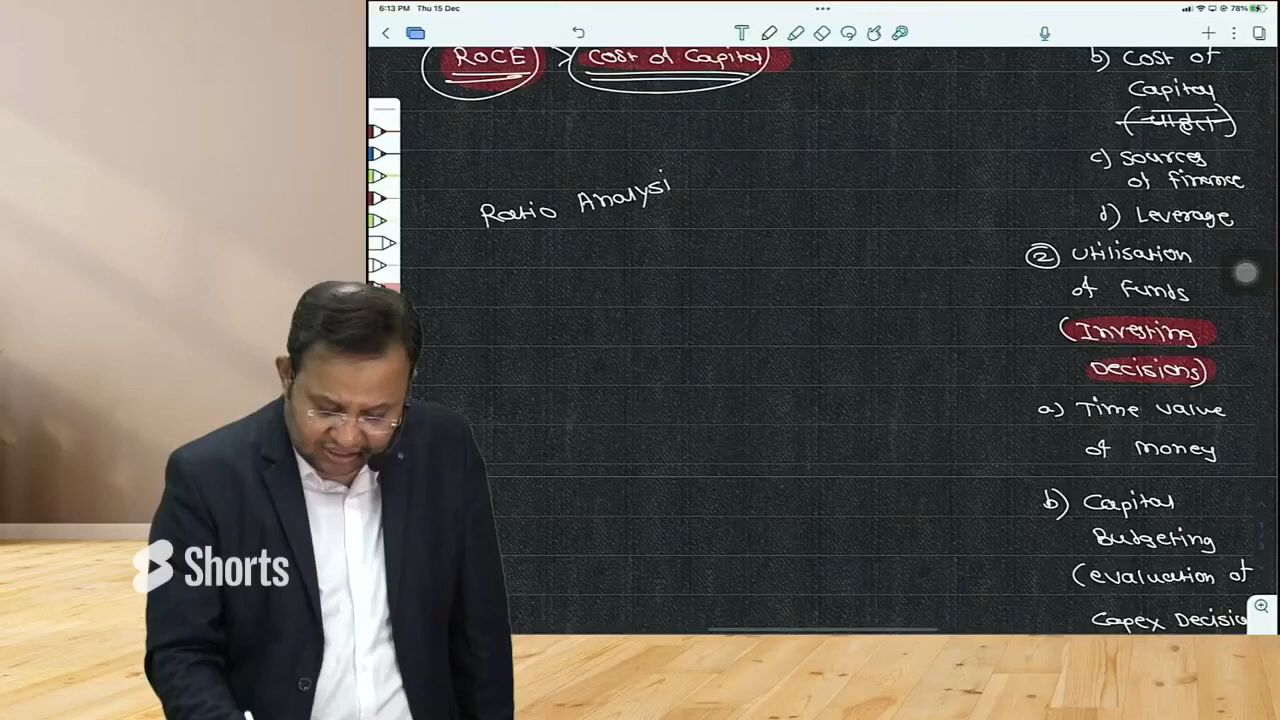 6:13 PM Thu 15 Dec
78%
ROCE > Cost of Capital
Ratio Analysi
b) Cost of
Capital
c) Sources
of Finance
d) Leverage
② Utilisation
of Funds
(Investing
Decisions)
a) Time value
of Money
b) Capital
Budgeting
(evaluation of
Capex Decisio
Shorts